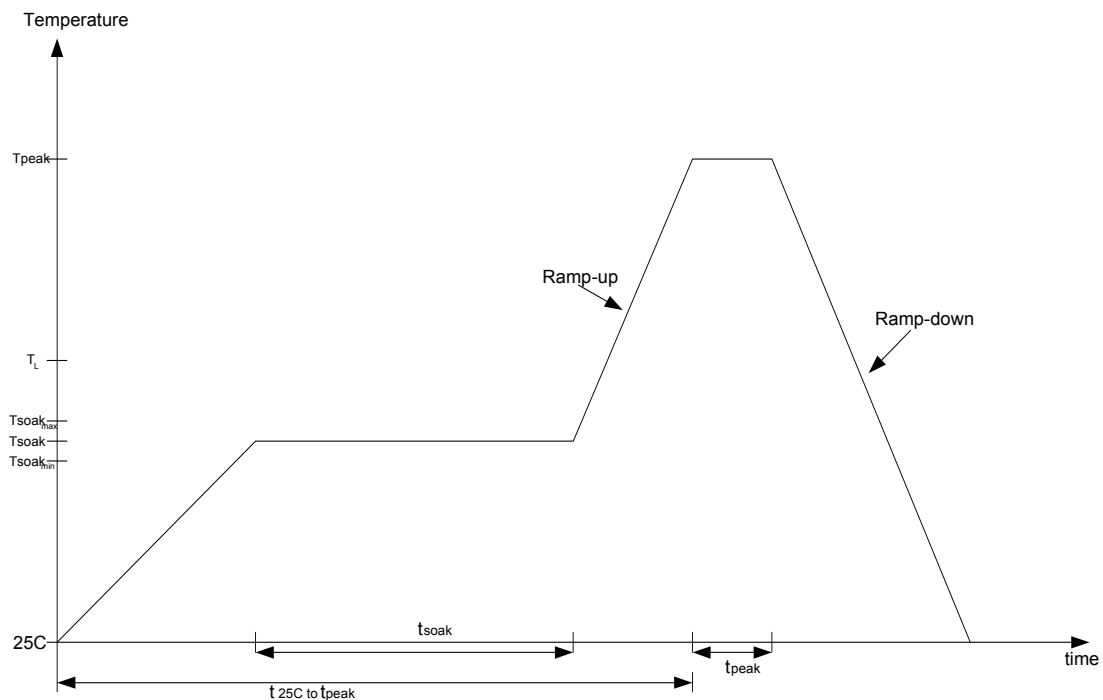 Temperature
Tpeak
Ramp-up
Ramp-down
TL
Tsoakmax
Tsoak
Tsoakmin
25C
tsoak
tpeak
time
t 25C to tpeak